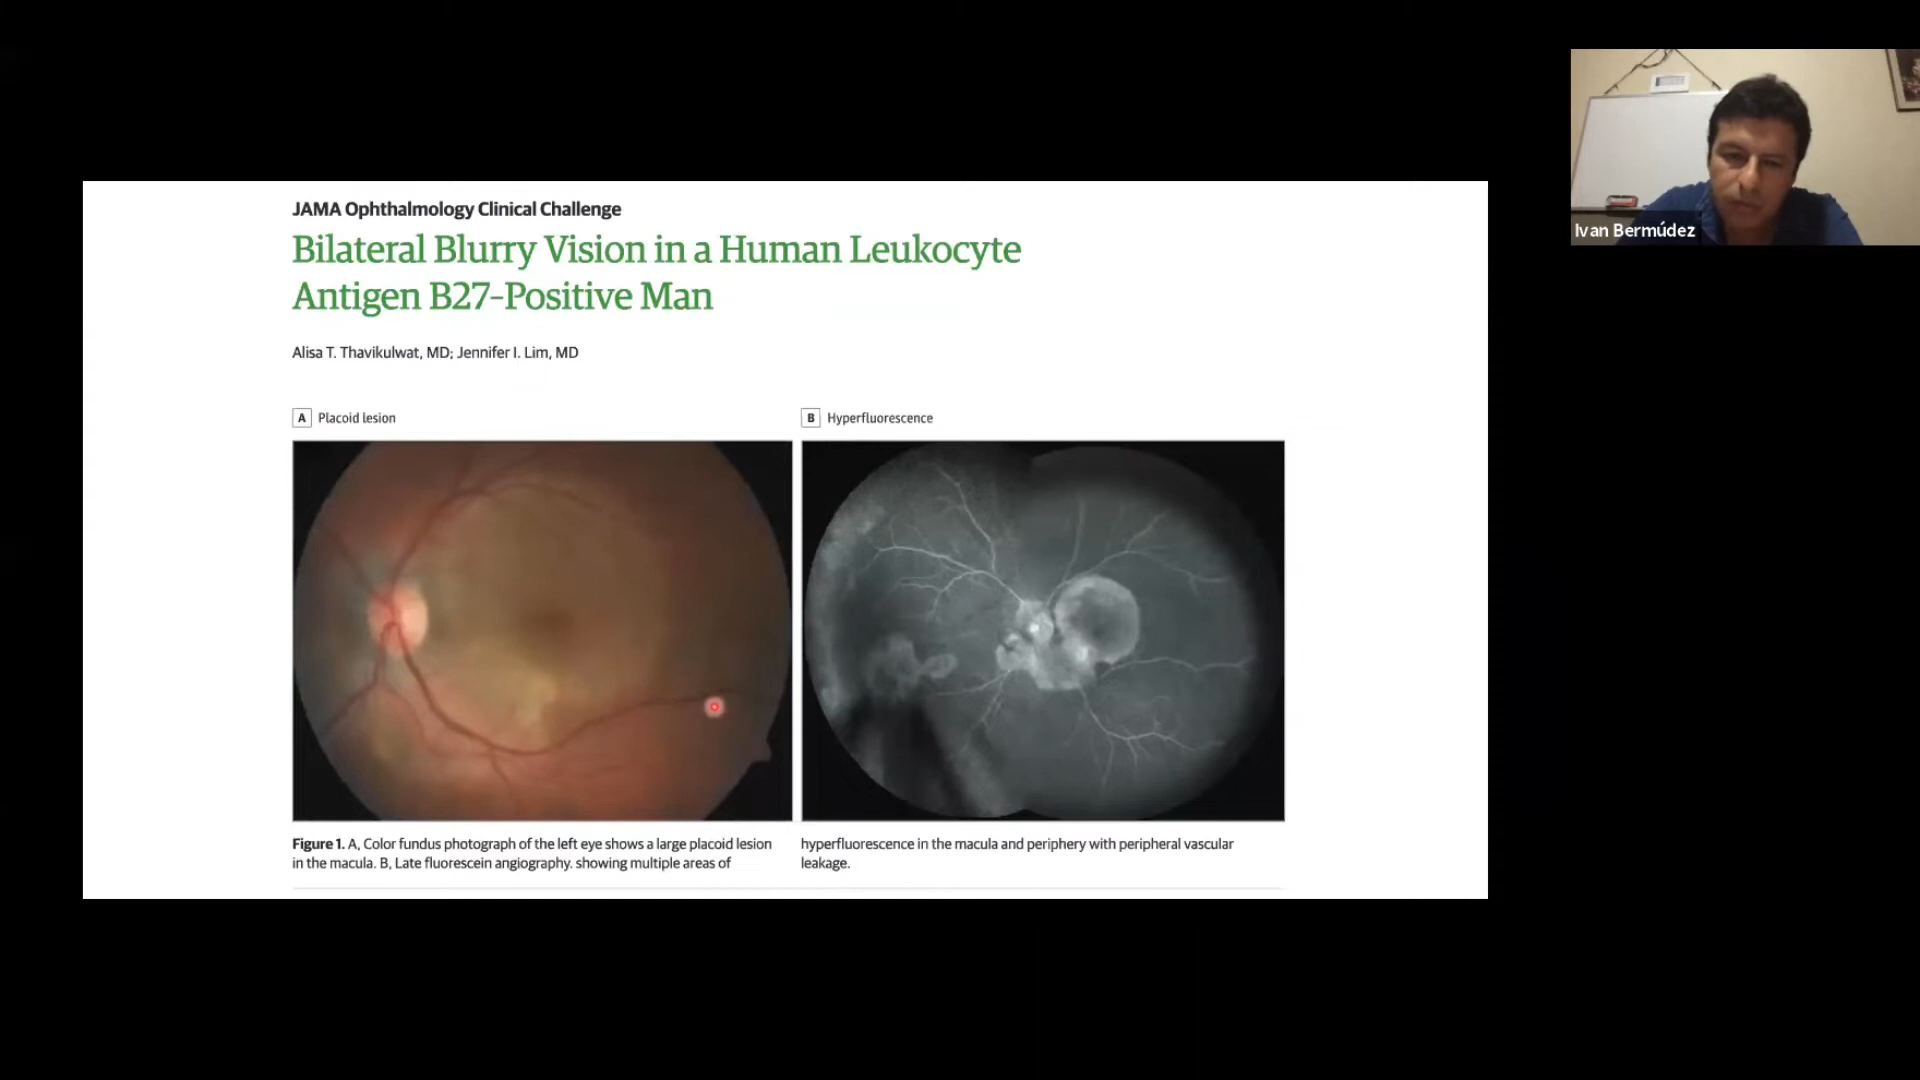 JAMA Ophthalmology Clinical Challenge
Bilateral Blurry Vision in a Human Leukocyte
Antigen B27-Positive Man
Alisa T. Thavikulwat, MD; Jennifer I. Lim, MD
A Placoid lesion
B Hyperfluorescence
Figure 1. A, Color fundus photograph of the left eye shows a large placoid lesion
in the macula. B, Late fluorescein angiography. showing multiple areas of
hyperfluorescence in the macula and periphery with peripheral vascular
leakage.
Ivan Bermúdez